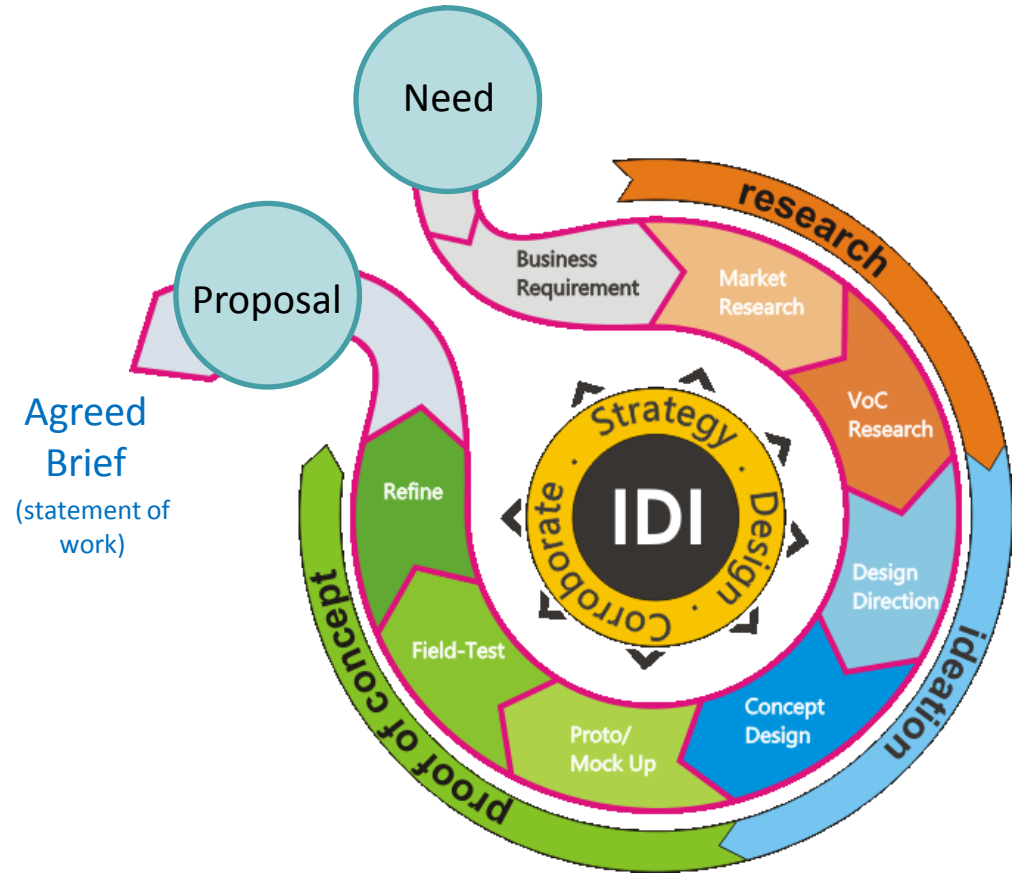 Need
Proposal
Agreed
Brief
(statement of
work)
Business
Requirement
Market
Research
VoC
Research
Design
Direction
Concept
Design
Proto/
Mock Up
Field-Test
Refine
research
ideation
proof of concept
Strategy · Design · Corroborate ·
IDI